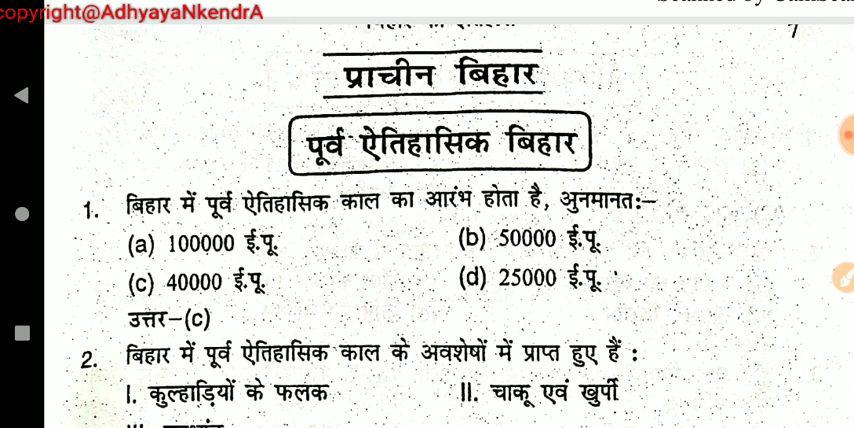 copyright@AdhyayaNkendrA
7
प्राचीन बिहार
पूर्व ऐतिहासिक बिहार
1. बिहार में पूर्व ऐतिहासिक काल का आरंभ होता है, अुनमानतः—
(a) 100000 ई.पू. (b) 50000 ई.पू.
(c) 40000 ई.पू. (d) 25000 ई.पू.
उत्तर–(c)
2. बिहार में पूर्व ऐतिहासिक काल के अवशेषों में प्राप्त हुए हैं :
I. कुल्हाड़ियों के फलक II. चाकू एवं खुर्पी